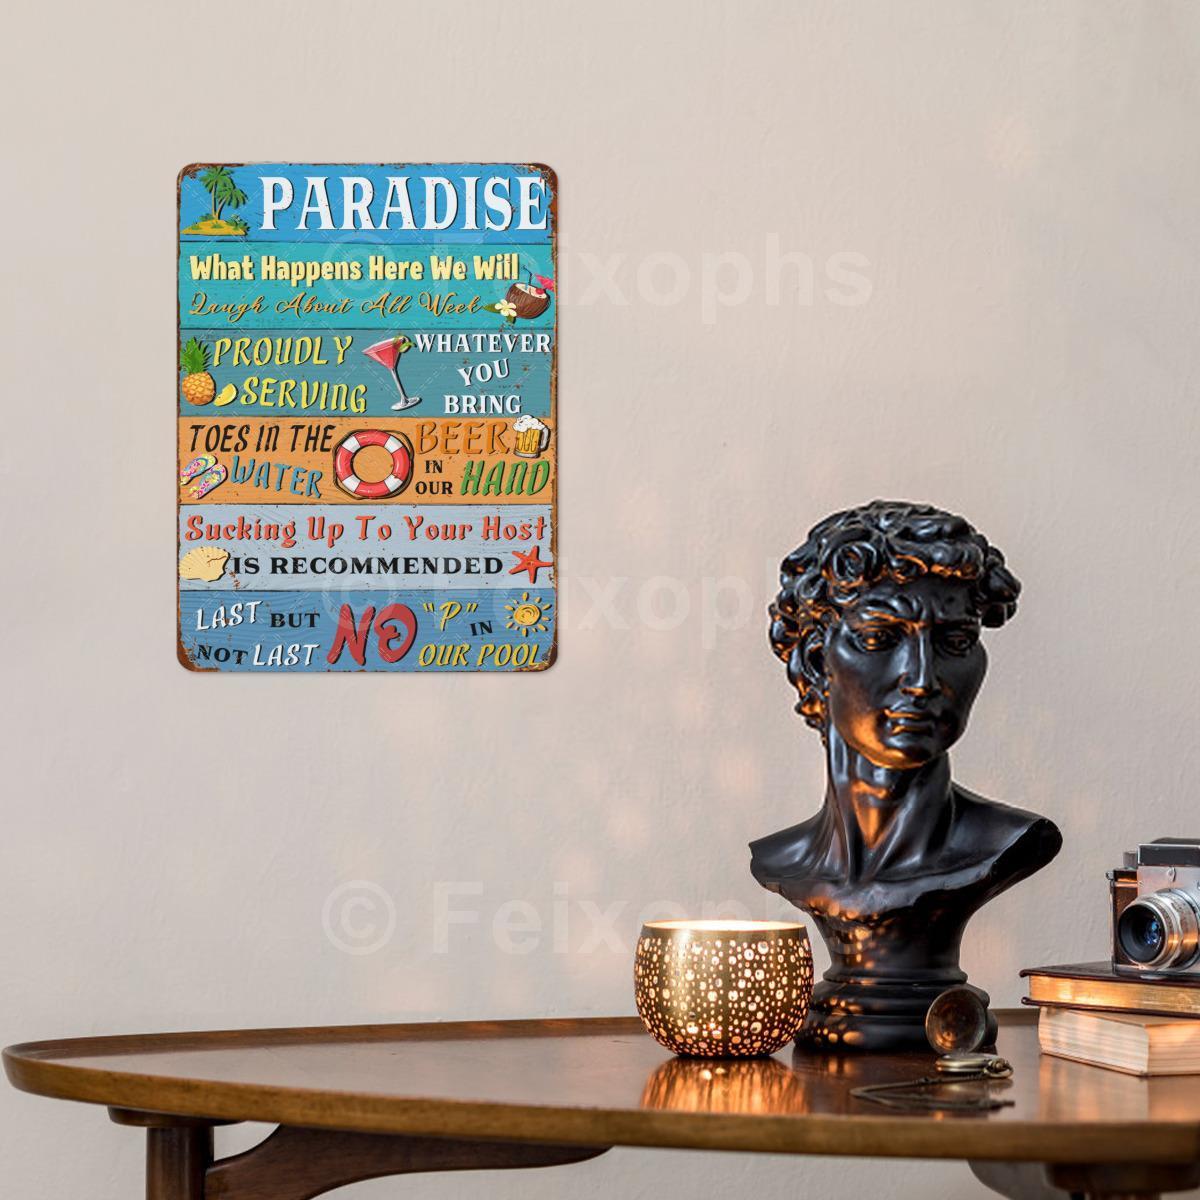 PARADISE
What Happens Here We Will
Laugh About All Week
PROUDLY SERVING
WHATEVER YOU BRING
TOES IN THE WATER
BEER IN OUR HAND
Sucking Up To Your Host
IS RECOMMENDED
LAST BUT NOT LAST
NO "P" IN OUR POOL
© Feixophs
© Feixophs
© Feixophs